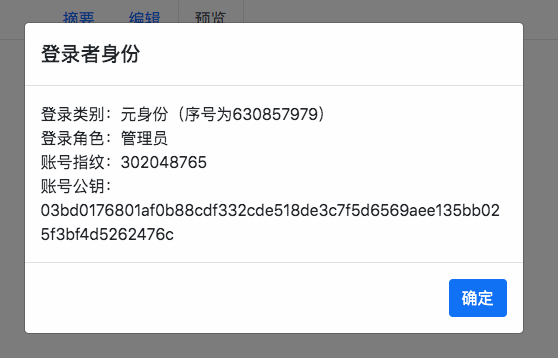 摘要 编辑 预览
登录者身份
登录类别：元身份（序号为630857979）
登录角色：管理员
账号指纹：302048765
账号公钥：
03bd0176801af0b88cdf332cde518de3c7f5d6569aee135bb02
5f3bf4d5262476c
确定